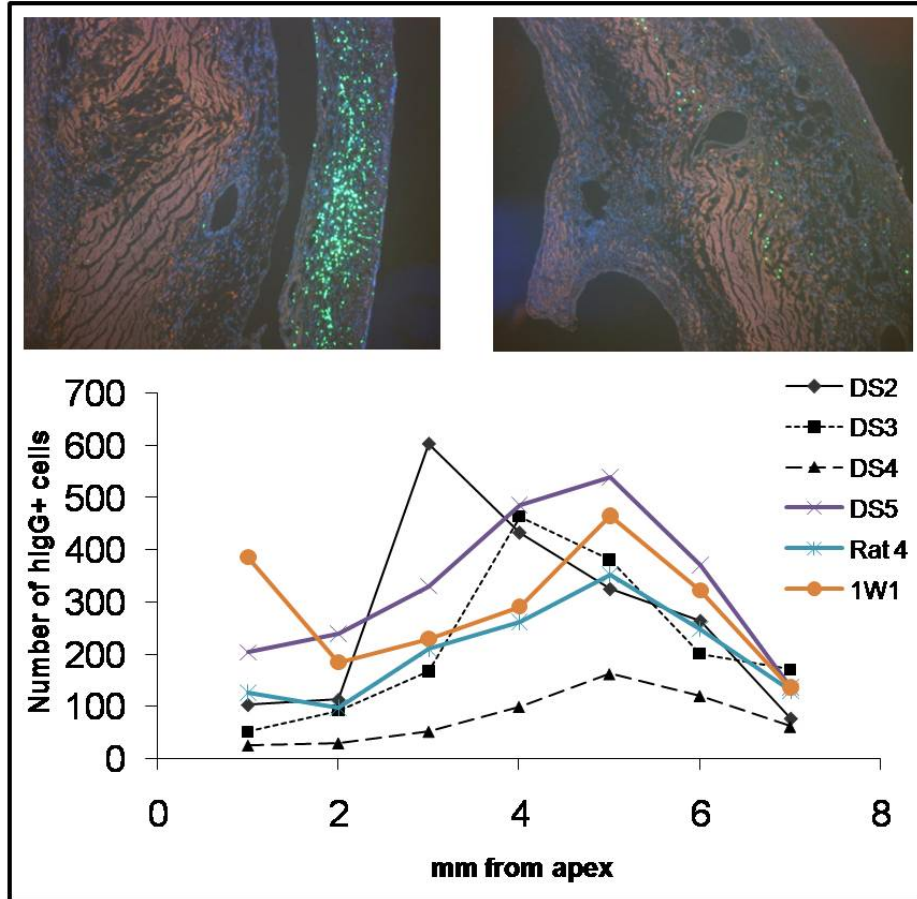 700
600
500
400
300
200
100
0
Number of hIgG+ cells
0 2 4 6 8
mm from apex
DS2
DS3
DS4
DS5
Rat 4
1W1